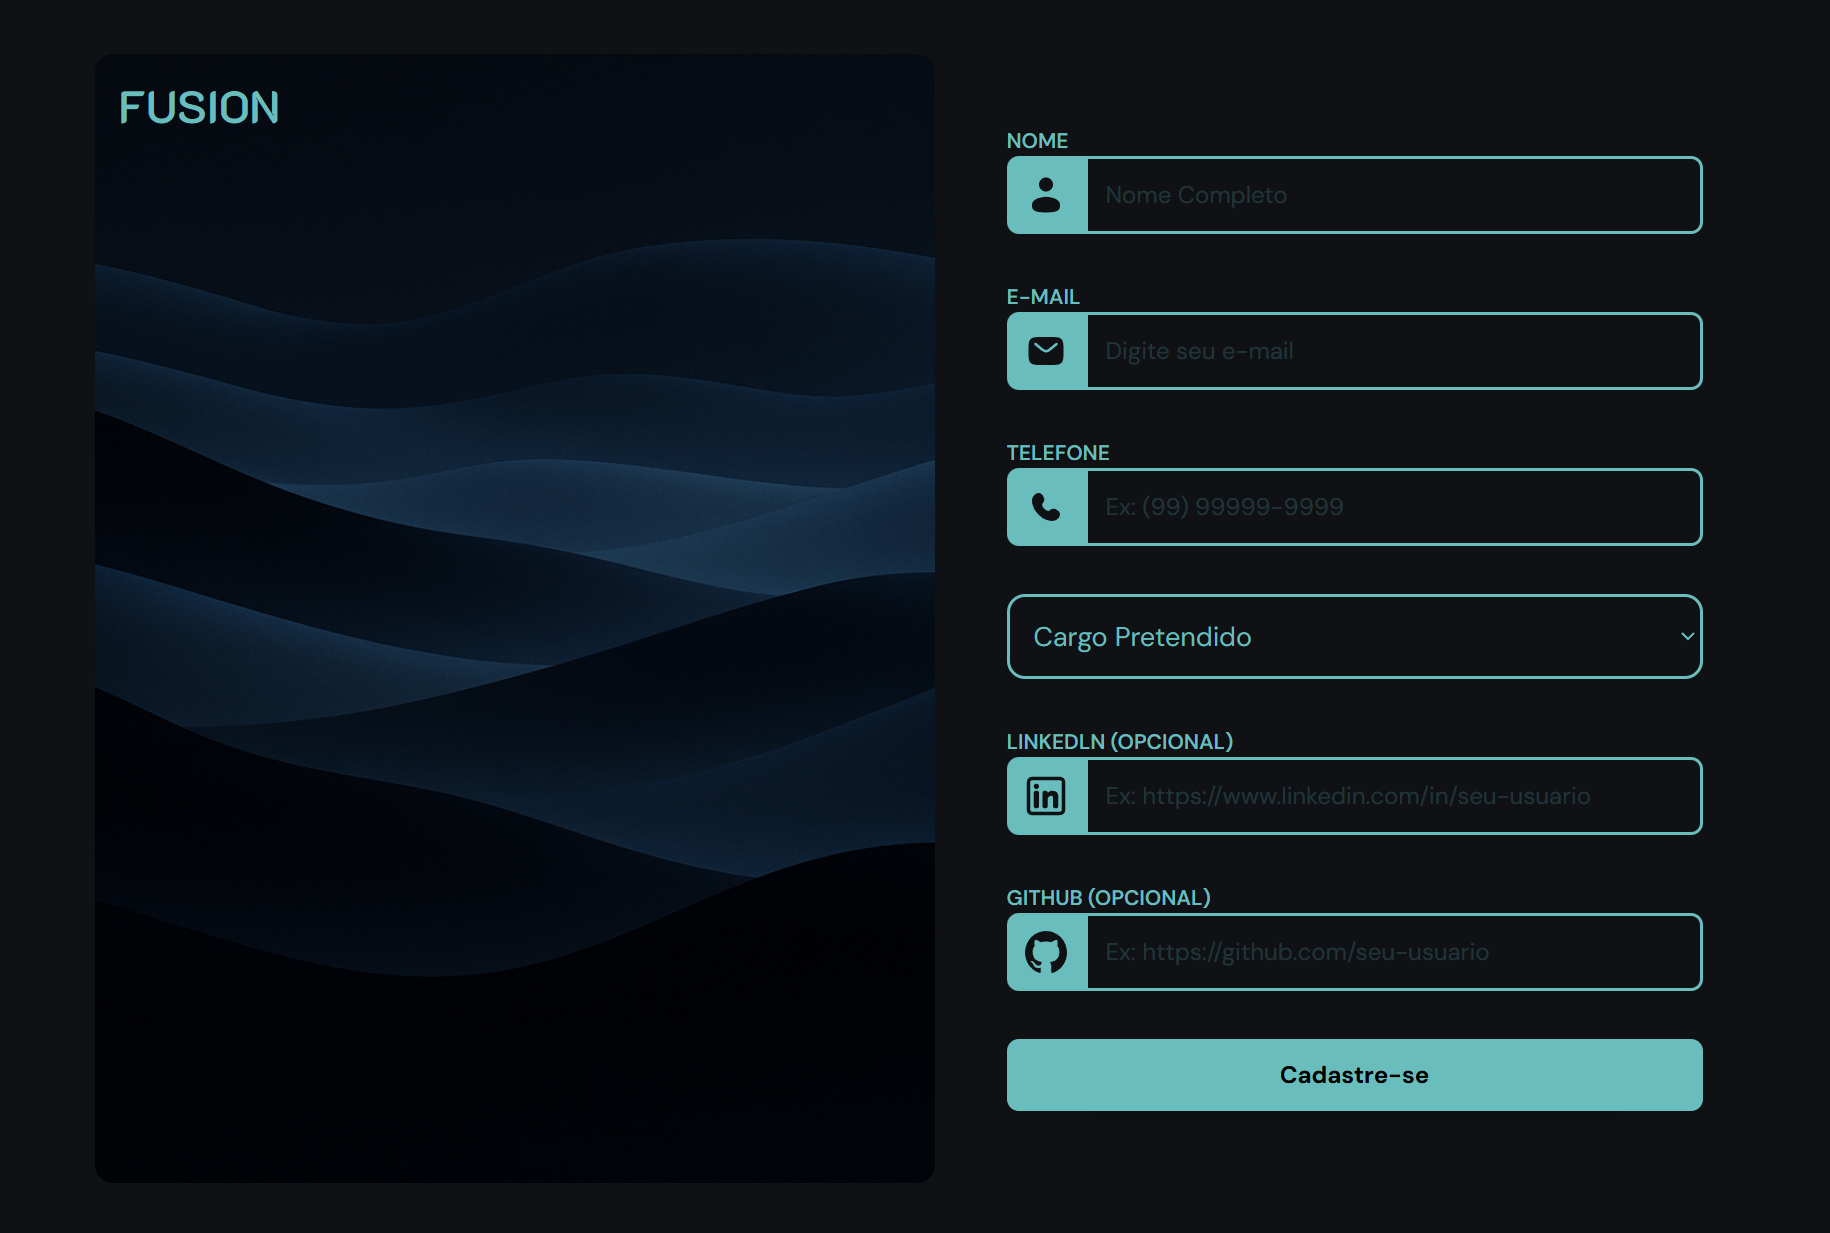 FUSION
NOME
Nome Completo
E-MAIL
Digite seu e-mail
TELEFONE
Ex: (99) 99999-9999
Cargo Pretendido
LINKEDLN (OPCIONAL)
in
Ex: https://www.linkedin.com/in/seu-usuario
GITHUB (OPCIONAL)
Ex: https://github.com/seu-usuario
Cadastre-se